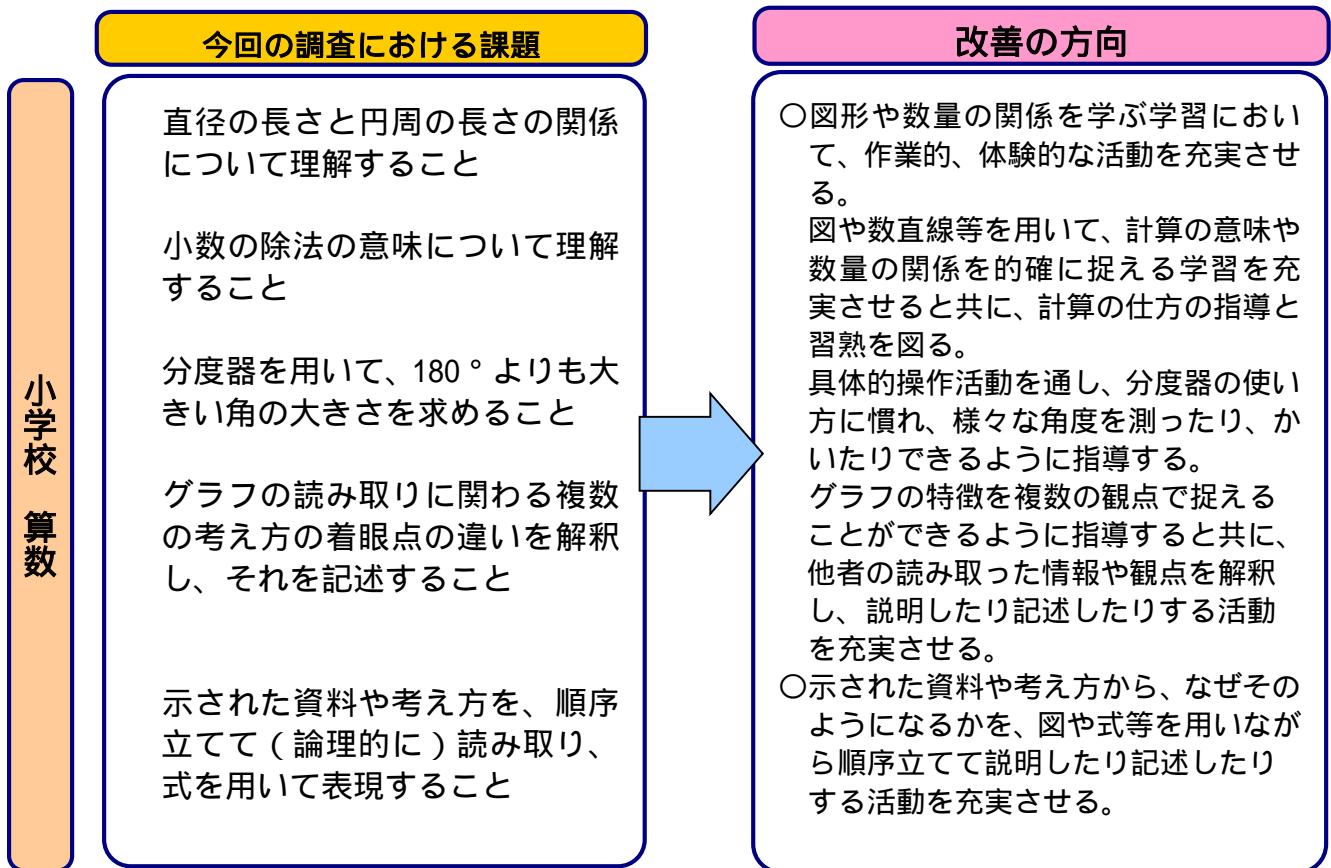 今回の調査における課題
改善の方向
小学校 算数
直径の長さと円周の長さの関係
について理解すること
小数の除法の意味について理解
すること
分度器を用いて、180°よりも大
きい角の大きさを求めること
グラフの読み取りに関わる複数
の考え方の着眼点の違いを解釈
し、それを記述すること
示された資料や考え方を、順序
立てて(論理的に)読み取り、
式を用いて表現すること
○図形や数量の関係を学ぶ学習におい
て、作業的、体験的な活動を充実させ
る。
図や数直線等を用いて、計算の意味や
数量の関係を的確に捉える学習を充
実させると共に、計算の仕方の指導と
習熟を図る。
具体的操作活動を通し、分度器の使い
方に慣れ、様々な角度を測ったり、か
いたりできるように指導する。
グラフの特徴を複数の観点で捉える
ことができるように指導すると共に、
他者の読み取った情報や観点を解釈
し、説明したり記述したりする活動
を充実させる。
○示された資料や考え方から、なぜその
ようになるかを、図や式等を用いなが
ら順序立てて説明したり記述したり
する活動を充実させる。